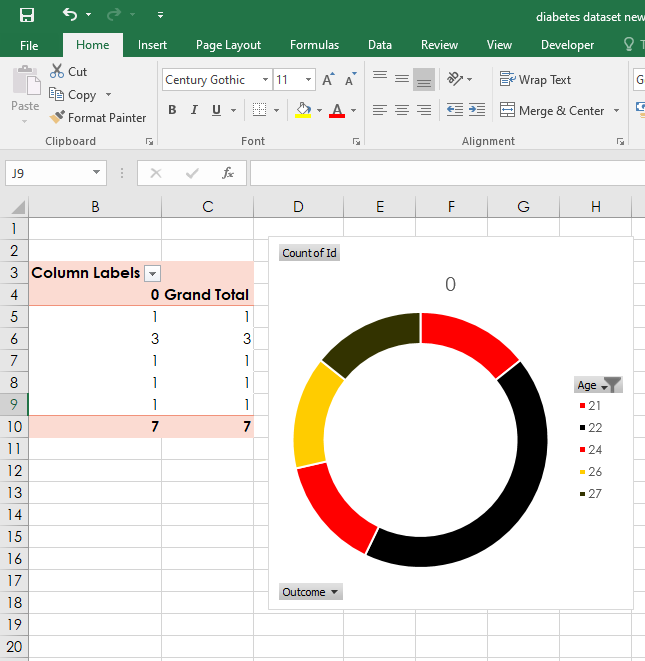 diabetes dataset new
File Home Insert Page Layout Formulas Data Review View Developer
Paste Cut
Copy
Format Painter
Century Gothic 11 A A
B I U A
Wrap Text
Merge & Center
G
Clipboard Font Alignment
J9 fx
B C D E F G H
1
2
3 Column Labels
4 0 Grand Total
5 1 1
6 3 3
7 1 1
8 1 1
9 1 1
10 7 7
11
12
13
14
15
16
17
18
19
20
Count of Id
0
Age
21
22
24
26
27
Outcome